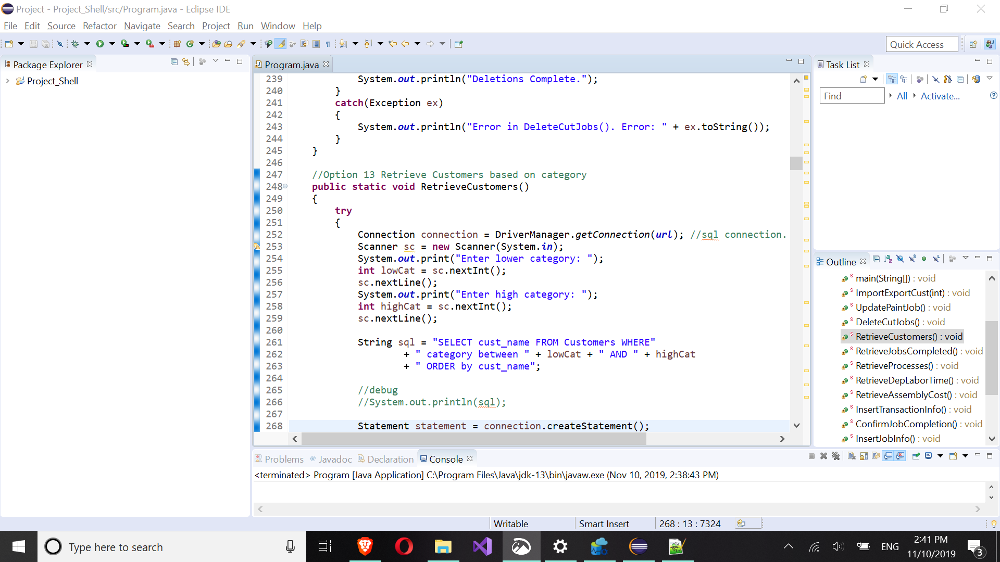 Project - Project_Shell/src/Program.java - Eclipse IDE
File Edit Source Refactor Navigate Search Project Run Window Help
Quick Access
Package Explorer
Project_Shell
Program.java
239 System.out.println("Deletions Complete.");
240 }
241 catch(Exception ex)
242 {
243 System.out.println("Error in DeleteCutJobs(). Error: " + ex.toString());
244 }
245 }
246
247 //Option 13 Retrieve Customers based on category
248 public static void RetrieveCustomers()
249 {
250 try
251 {
252 Connection connection = DriverManager.getConnection(url); //sql connection.
253 Scanner sc = new Scanner(System.in);
254 System.out.print("Enter lower category: ");
255 int lowCat = sc.nextInt();
256 sc.nextLine();
257 System.out.print("Enter high category: ");
258 int highCat = sc.nextInt();
259 sc.nextLine();
260
261 String sql = "SELECT cust_name FROM Customers WHERE"
262 + " category between " + lowCat + " AND " + highCat
263 + " ORDER by cust_name";
264
265 //debug
266 //System.out.println(sql);
267
268 Statement statement = connection.createStatement();
Task List
Find
All
Activate...
Outline
main(String[]) : void
ImportExportCust(int) : void
UpdatePaintJob() : void
DeleteCutJobs() : void
RetrieveCustomers() : void
RetrieveJobsCompleted() : void
RetrieveProcesses() : void
RetrieveDepLaborTime() : void
RetrieveAssemblyCost() : void
InsertTransactionInfo() : void
ConfirmJobCompletion() : void
InsertJobInfo() : void
Problems @ Javadoc Declaration Console
<terminated> Program [Java Application] C:\Program Files\Java\jdk-13\bin\javaw.exe (Nov 10, 2019, 2:38:43 PM)
Writable
Smart Insert
268 : 13 : 7324
Type here to search
ENG
2:41 PM
11/10/2019
3